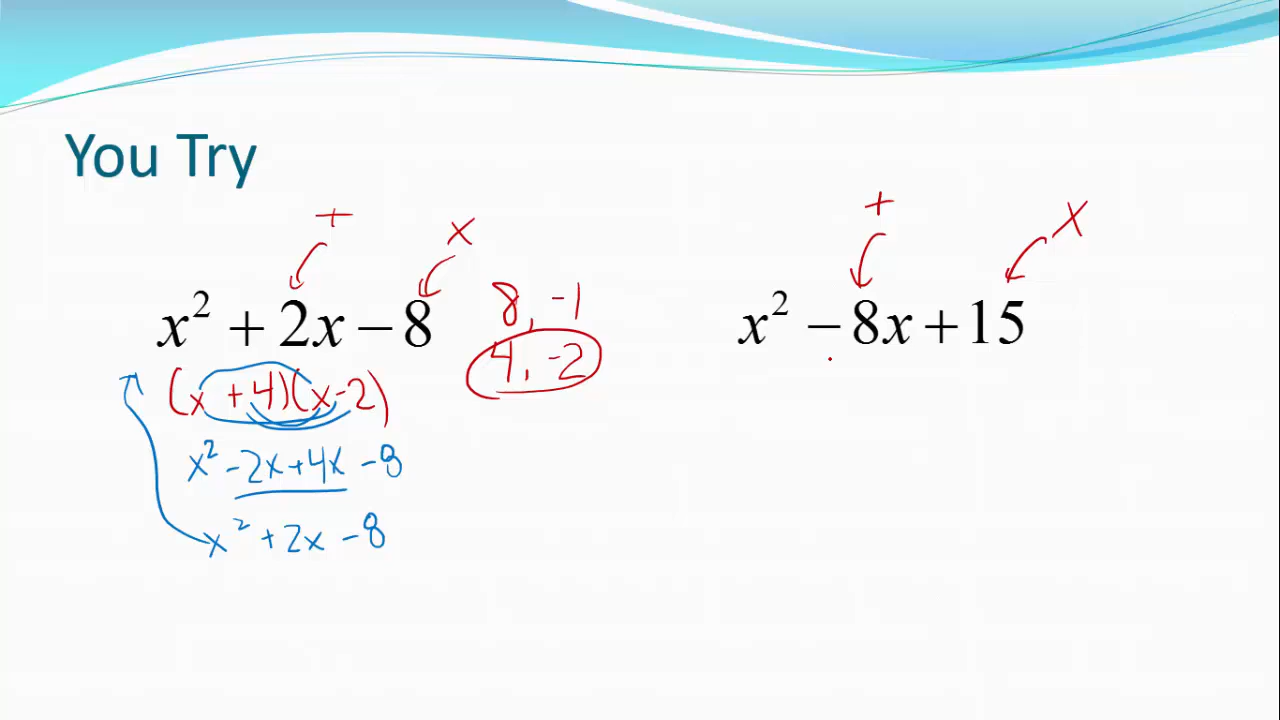 You Try
+ x
x² + 2x − 8
8, -1
4, -2
(x +4)(x-2)
x² -2x+4x -8
x² +2x -8
+ x
x² − 8x + 15